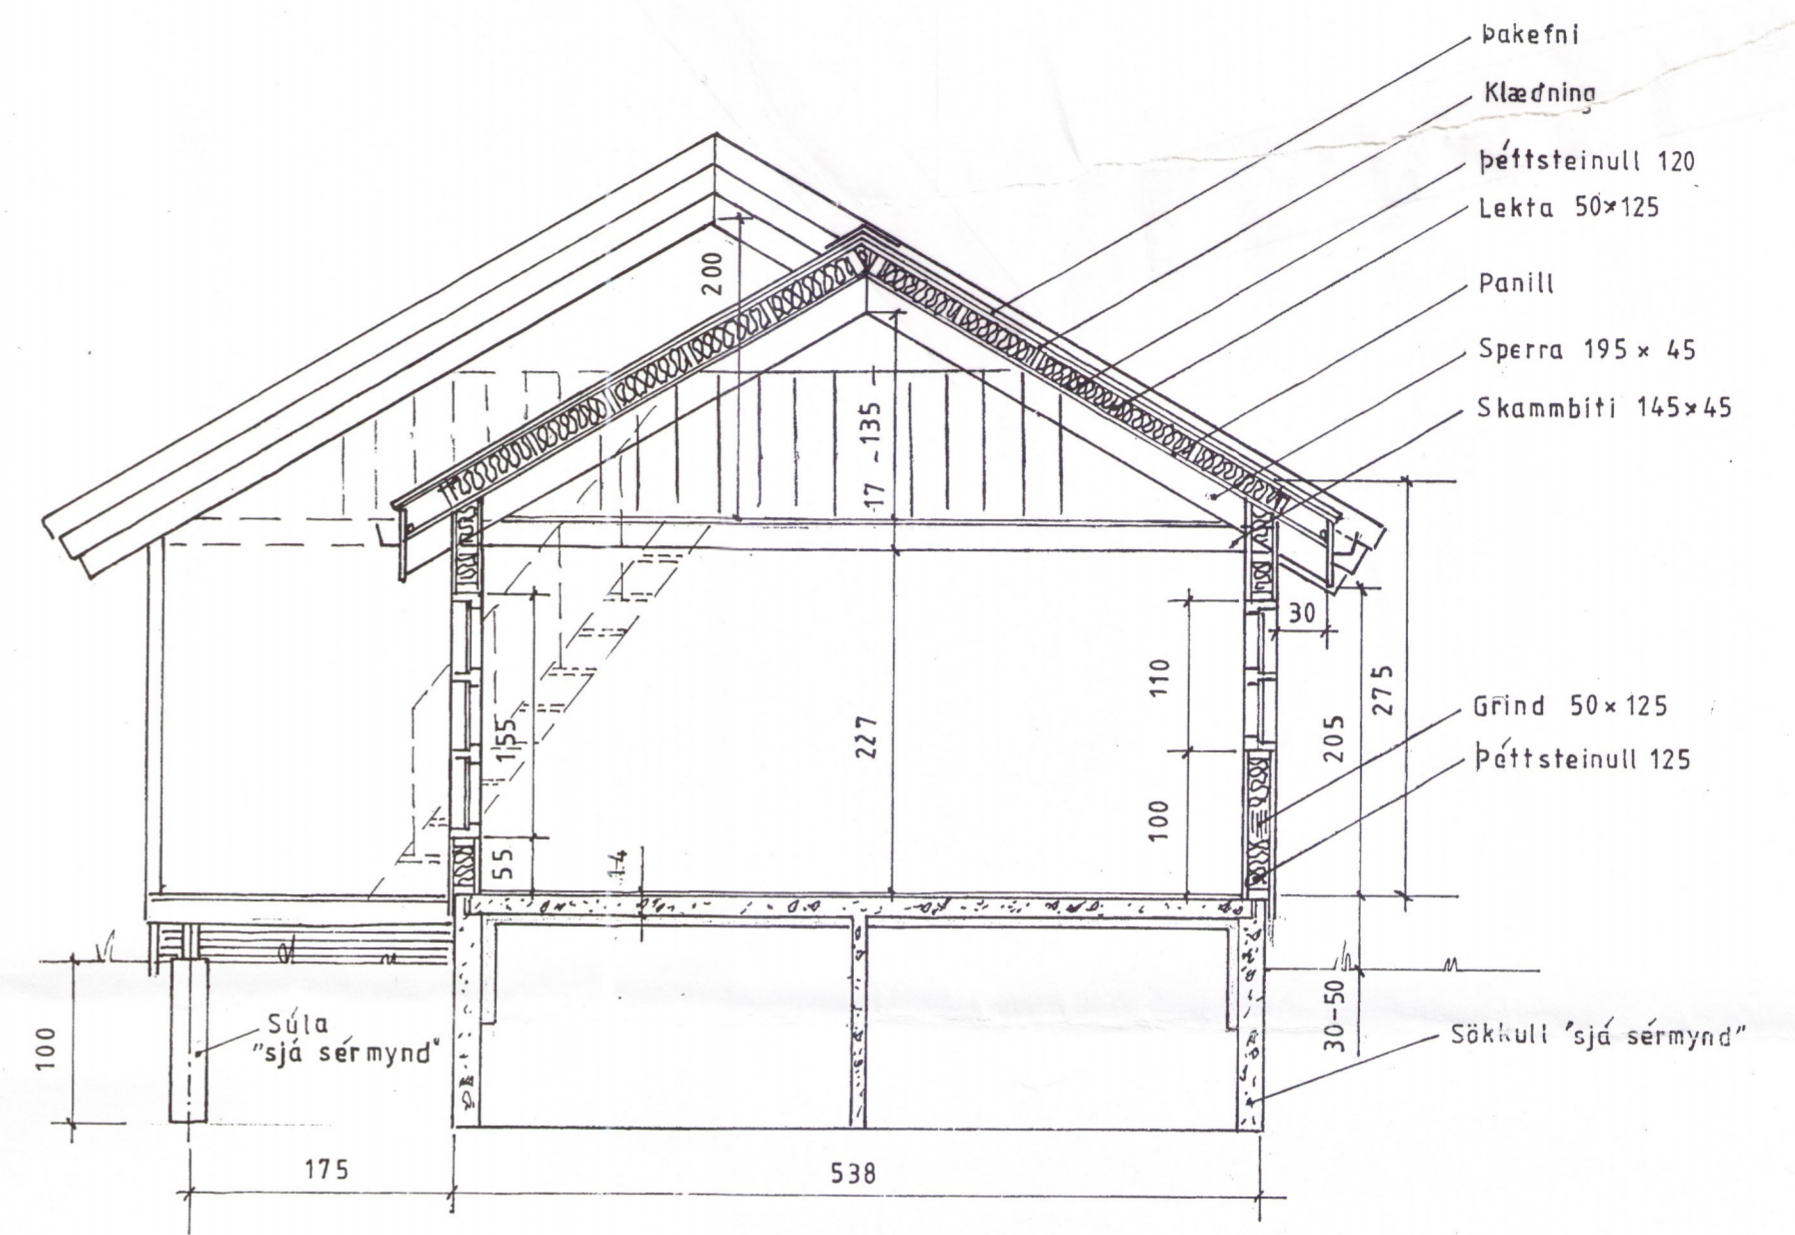 Þakefni
Klæðning
Þéttsteinull 120
Lekta 50×125
Panill
Sperra 195 × 45
Skammbiti 145×45
200
~135
17
30
275
110
205
Grind 50×125
155
227
Þéttsteinull 125
100
55
14
30-50
Súla
"sjá sérmynd"
100
Sökkull "sjá sérmynd"
175
538